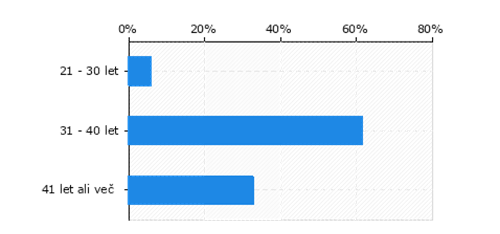 0% 20% 40% 60% 80%
21 - 30 let
31 - 40 let
41 let ali več